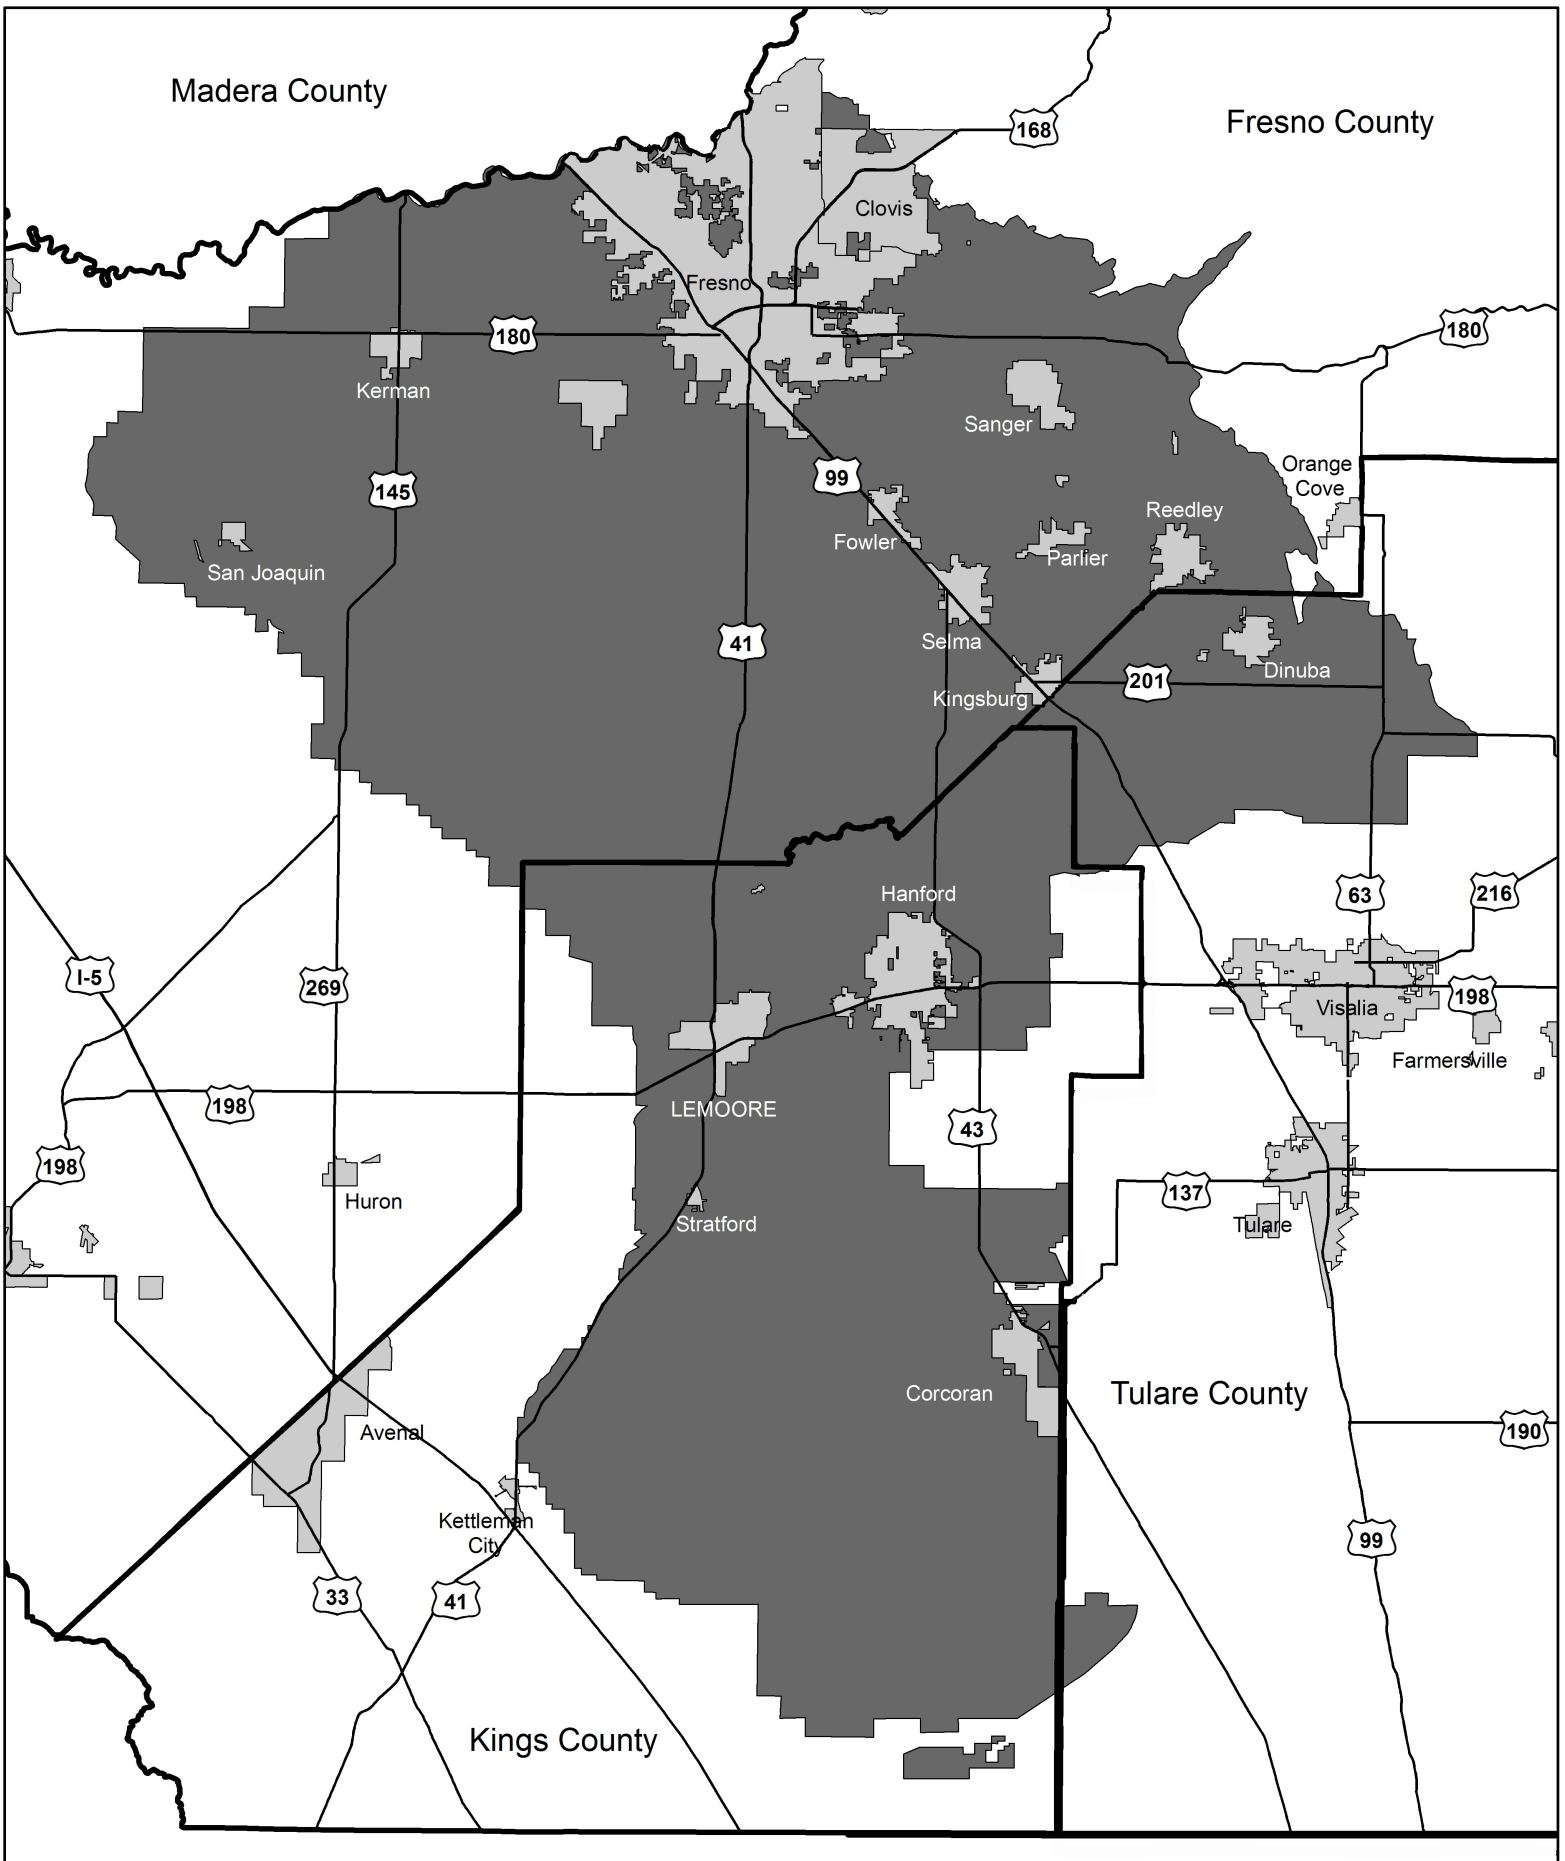 Madera County
Fresno County
168
Clovis
Fresno
180
180
Kerman
Sanger
Orange
Cove
145
99
Reedley
Fowler
Parlier
San Joaquin
41
Selma
Dinuba
201
Kingsburg
Hanford
63
216
I-5
269
198
Visalia
Farmersville
198
LEMOORE
43
198
137
Huron
Stratford
Tulare
Corcoran
Tulare County
Avenal
190
Kettleman
City
99
33
41
Kings County